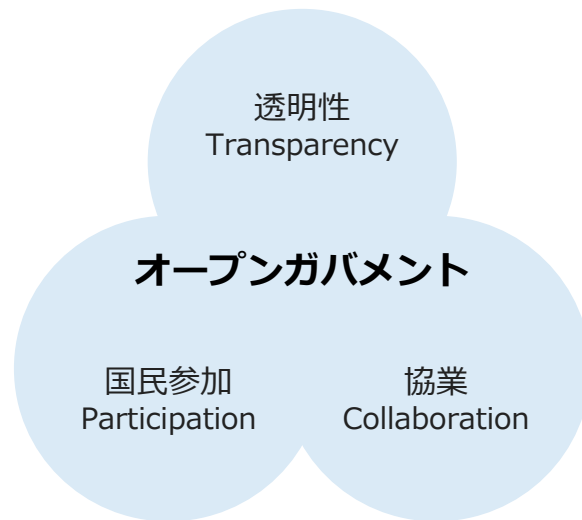 透明性
Transparency
オープンガバメント
国民参加
Participation
協業
Collaboration